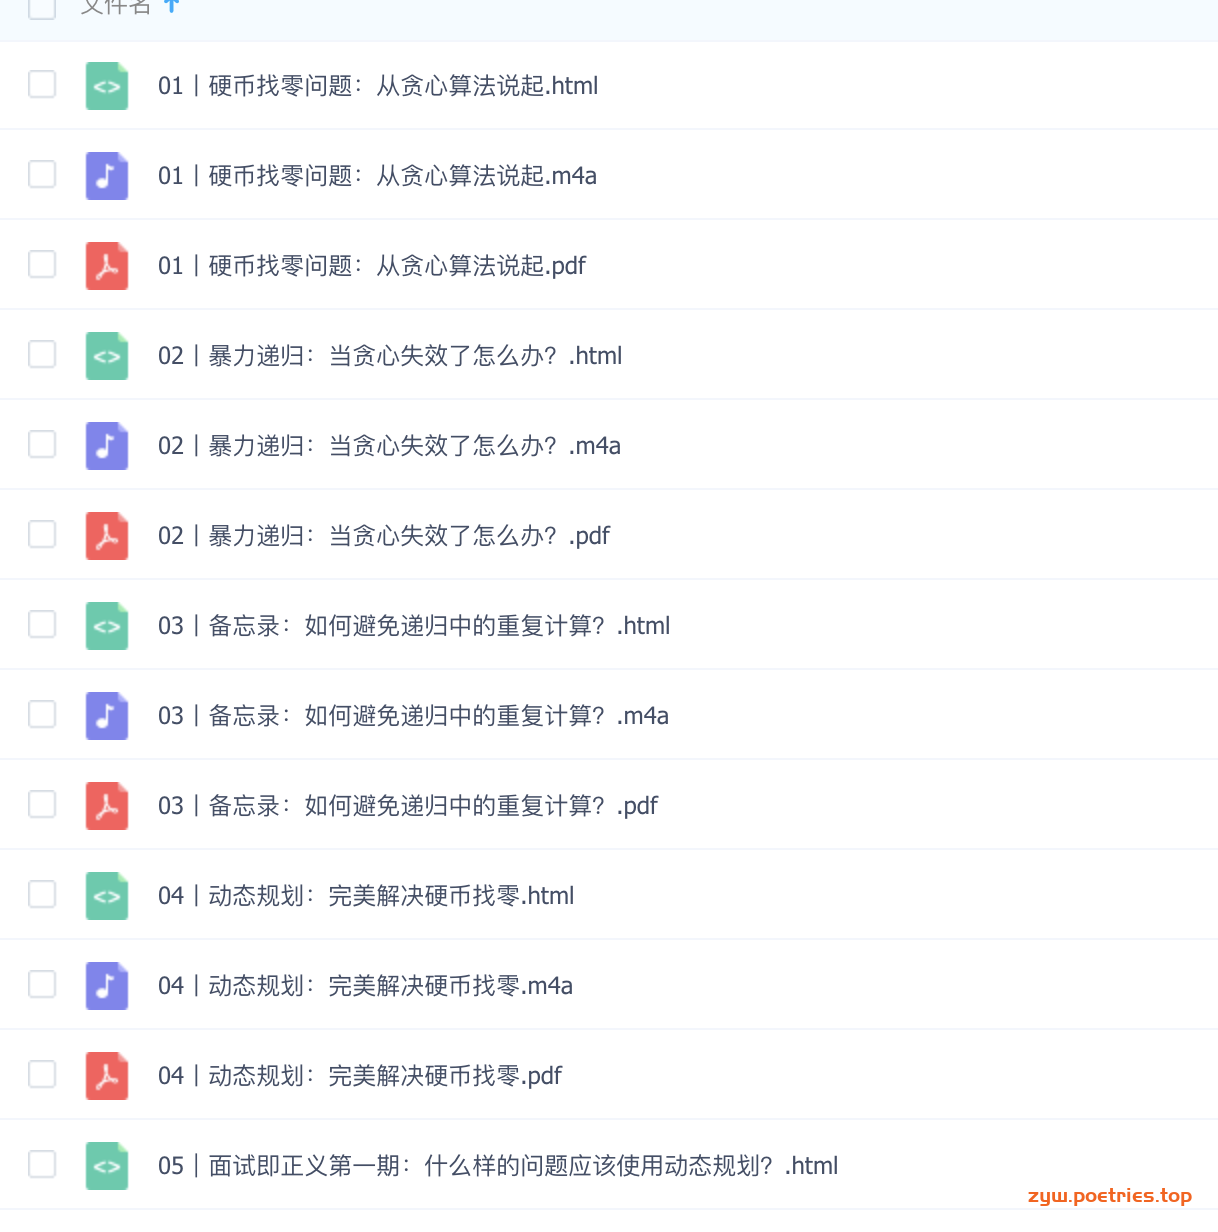 文件名
01 | 硬币找零问题：从贪心算法说起.html
01 | 硬币找零问题：从贪心算法说起.m4a
01 | 硬币找零问题：从贪心算法说起.pdf
02 | 暴力递归：当贪心失效了怎么办？.html
02 | 暴力递归：当贪心失效了怎么办？.m4a
02 | 暴力递归：当贪心失效了怎么办？.pdf
03 | 备忘录：如何避免递归中的重复计算？.html
03 | 备忘录：如何避免递归中的重复计算？.m4a
03 | 备忘录：如何避免递归中的重复计算？.pdf
04 | 动态规划：完美解决硬币找零.html
04 | 动态规划：完美解决硬币找零.m4a
04 | 动态规划：完美解决硬币找零.pdf
05 | 面试即正义第一期：什么样的问题应该使用动态规划？.html
zyw.poetries.top